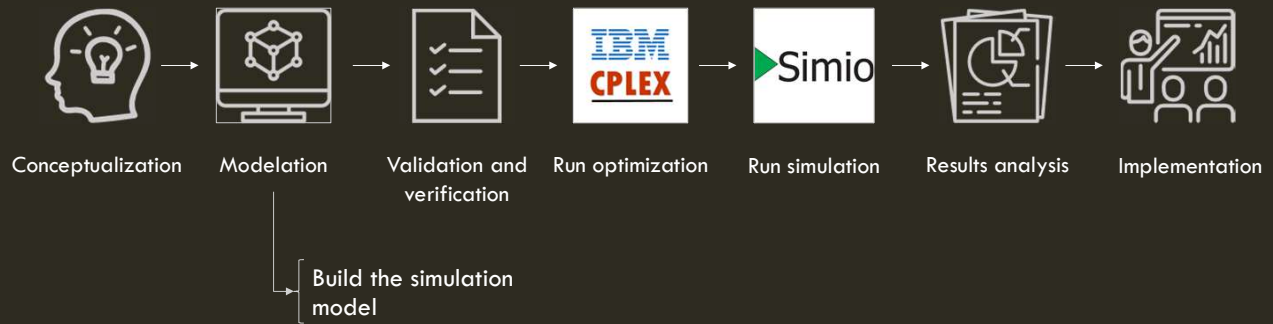 IBM
CPLEX
Simio
Conceptualization
Modelation
Validation and
verification
Run optimization
Run simulation
Results analysis
Implementation
Build the simulation
model